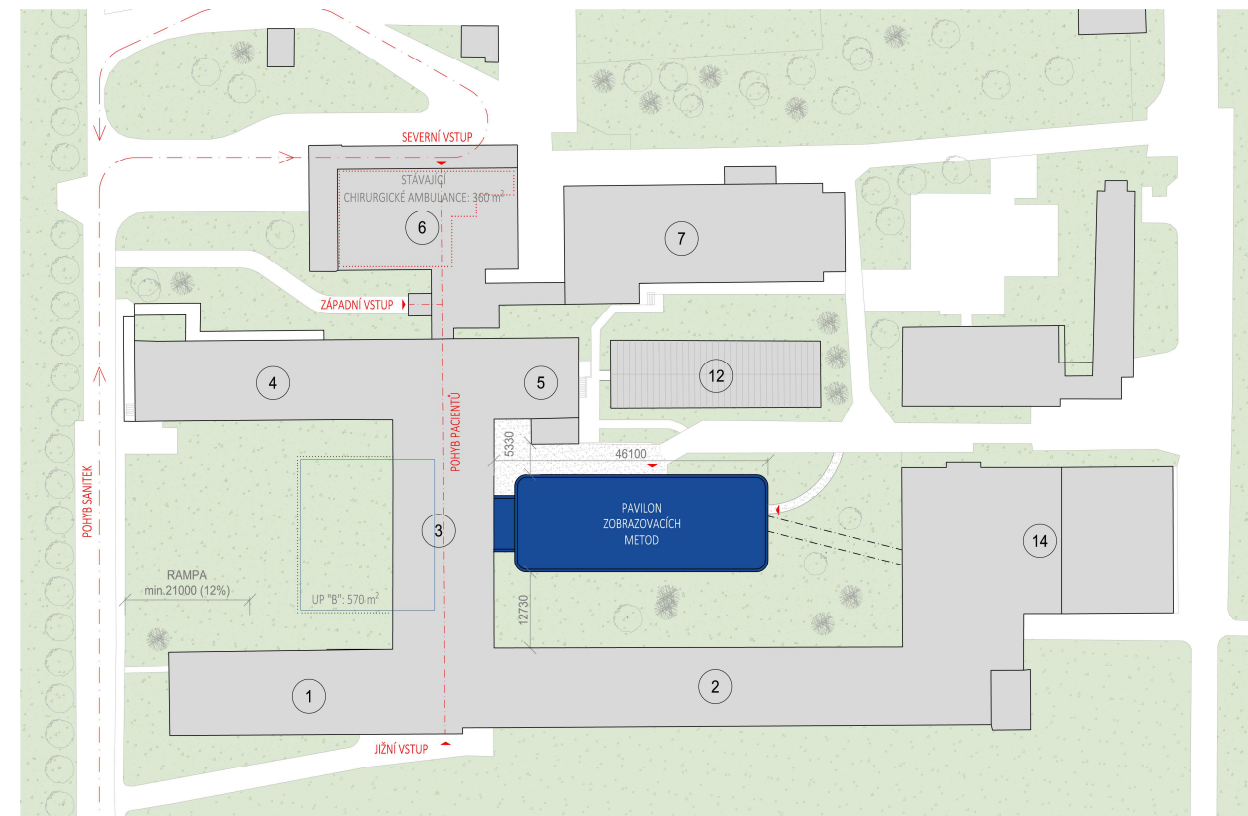 SEVERNÍ VSTUP
STÁVAJÍCÍ
CHIRURGICKÉ AMBULANCE: 360 m²
6
7
ZÁPADNÍ VSTUP
4
5
12
POHYB PACIENTŮ
5330
46100
POHYB SANITEK
PAVILON
ZOBRAZOVACÍCH
METOD
3
14
RAMPA
min.21000 (12%)
UP "B": 570 m²
12730
1
2
JIŽNÍ VSTUP